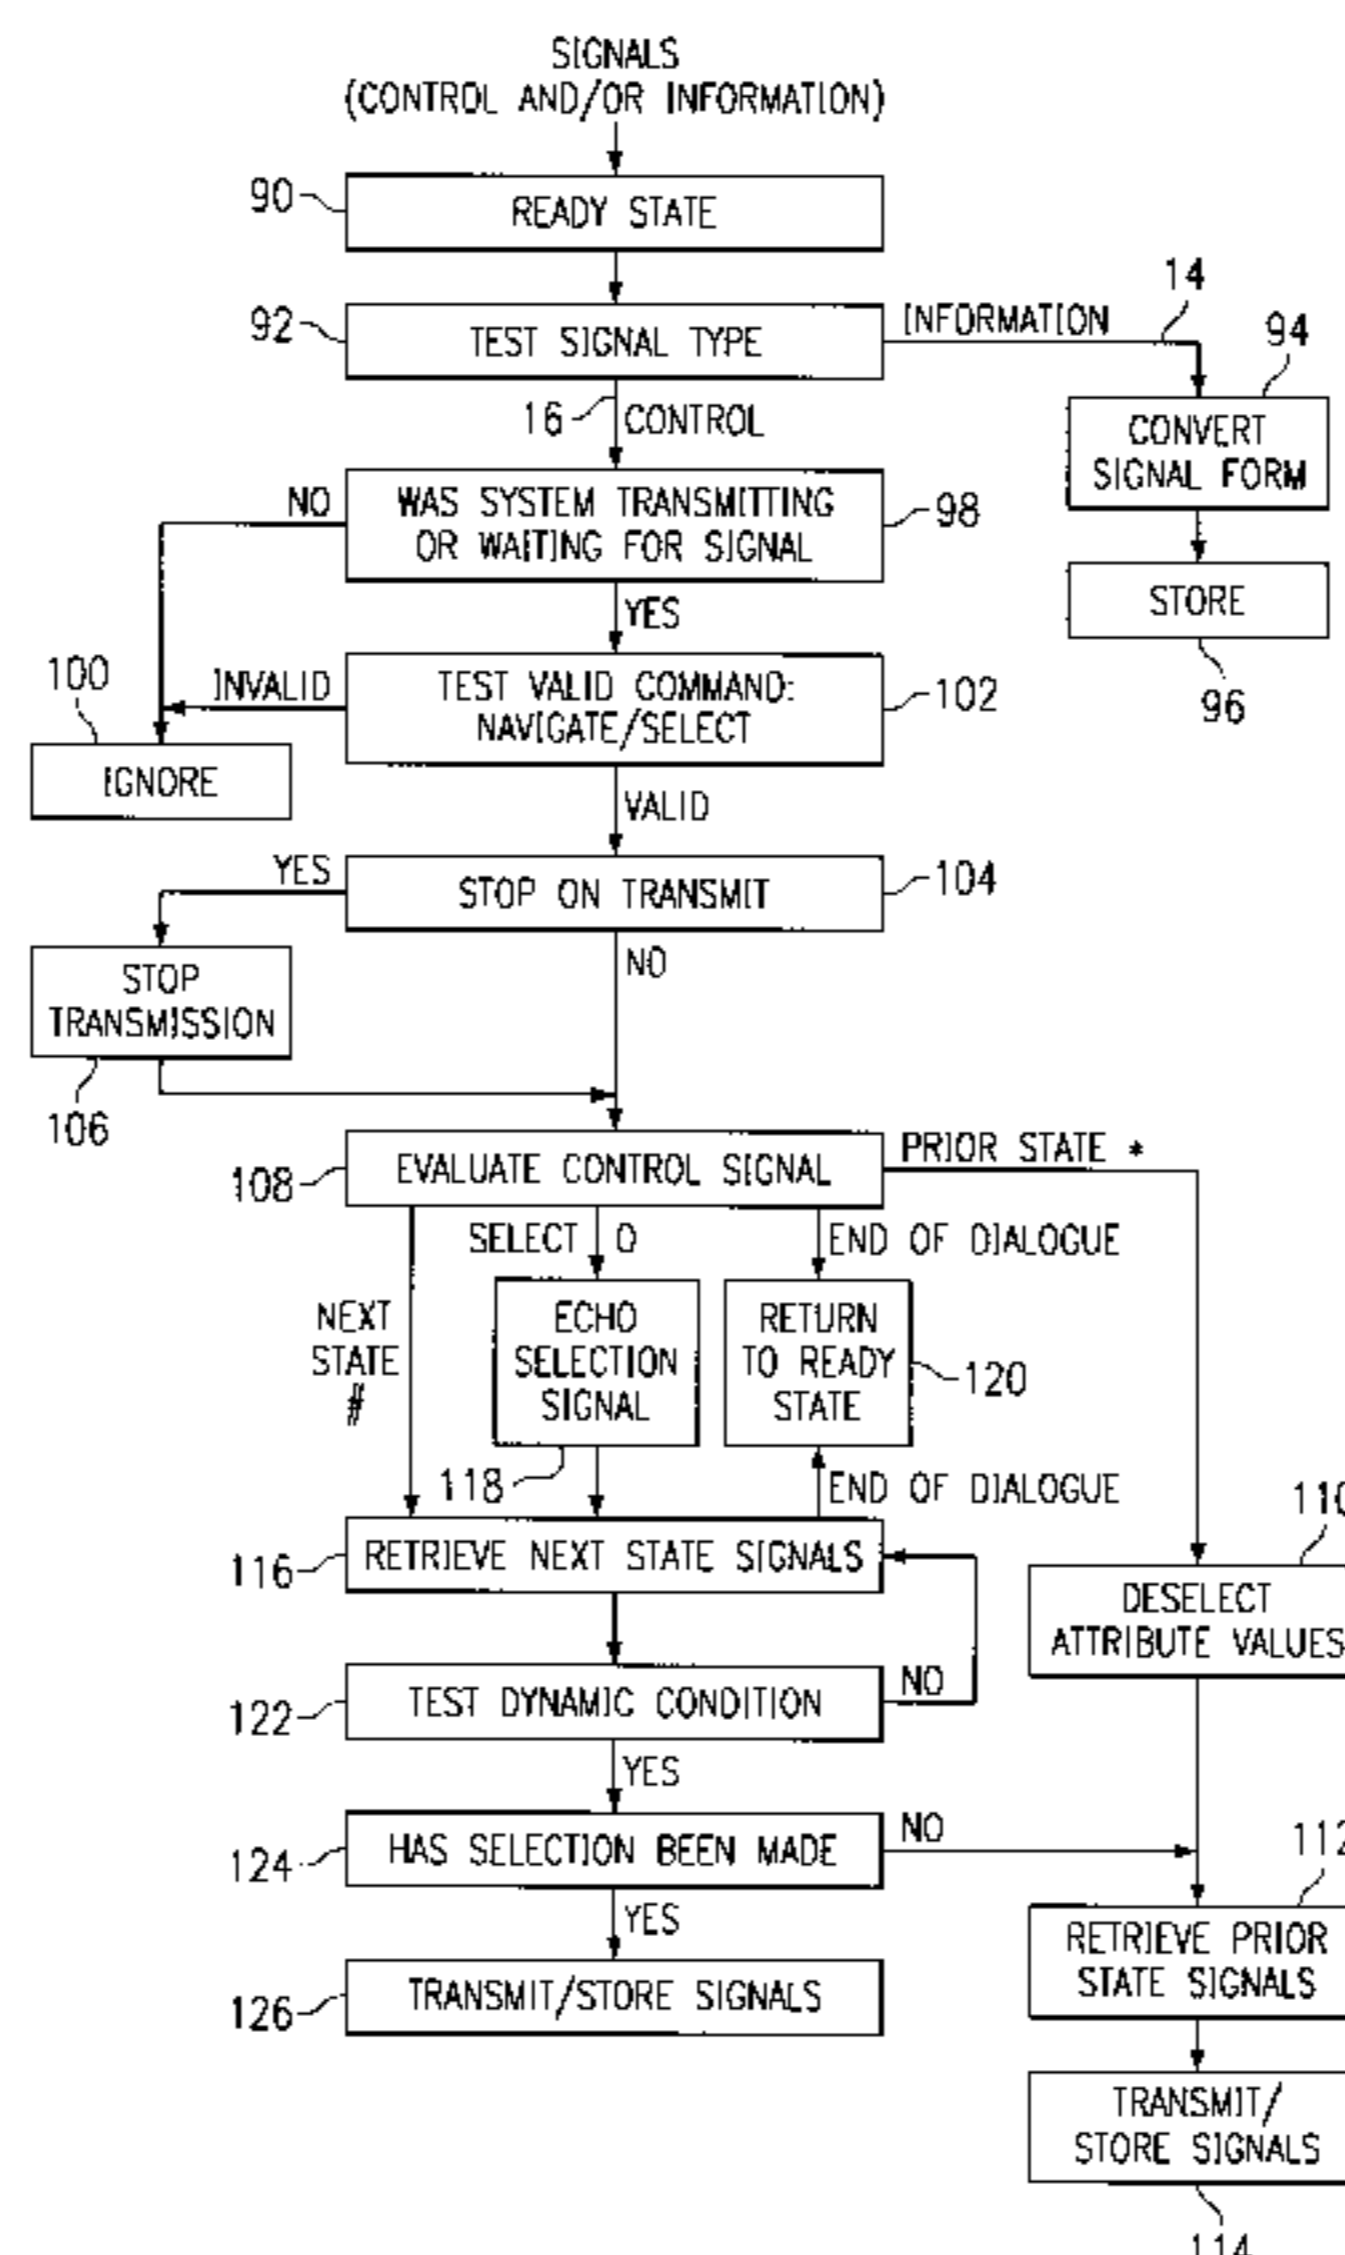 SIGNALS
(CONTROL AND/OR INFORMATION)
90
READY STATE
14
92
TEST SIGNAL TYPE
INFORMATION
94
16
CONTROL
CONVERT
SIGNAL FORM
NO
WAS SYSTEM TRANSMITTING
OR WAITING FOR SIGNAL
98
STORE
YES
96
100
INVALID
TEST VALID COMMAND:
NAVIGATE/SELECT
102
IGNORE
VALID
YES
STOP ON TRANSMIT
104
NO
STOP
TRANSMISSION
106
108
EVALUATE CONTROL SIGNAL
PRIOR STATE *
SELECT 0
END OF DIALOGUE
NEXT
STATE
#
ECHO
SELECTION
SIGNAL
RETURN
TO READY
STATE
120
118
END OF DIALOGUE
110
116
RETRIEVE NEXT STATE SIGNALS
DESELECT
ATTRIBUTE VALUES
122
TEST DYNAMIC CONDITION
NO
YES
124
HAS SELECTION BEEN MADE
NO
112
YES
RETRIEVE PRIOR
STATE SIGNALS
126
TRANSMIT/STORE SIGNALS
TRANSMIT/
STORE SIGNALS
114